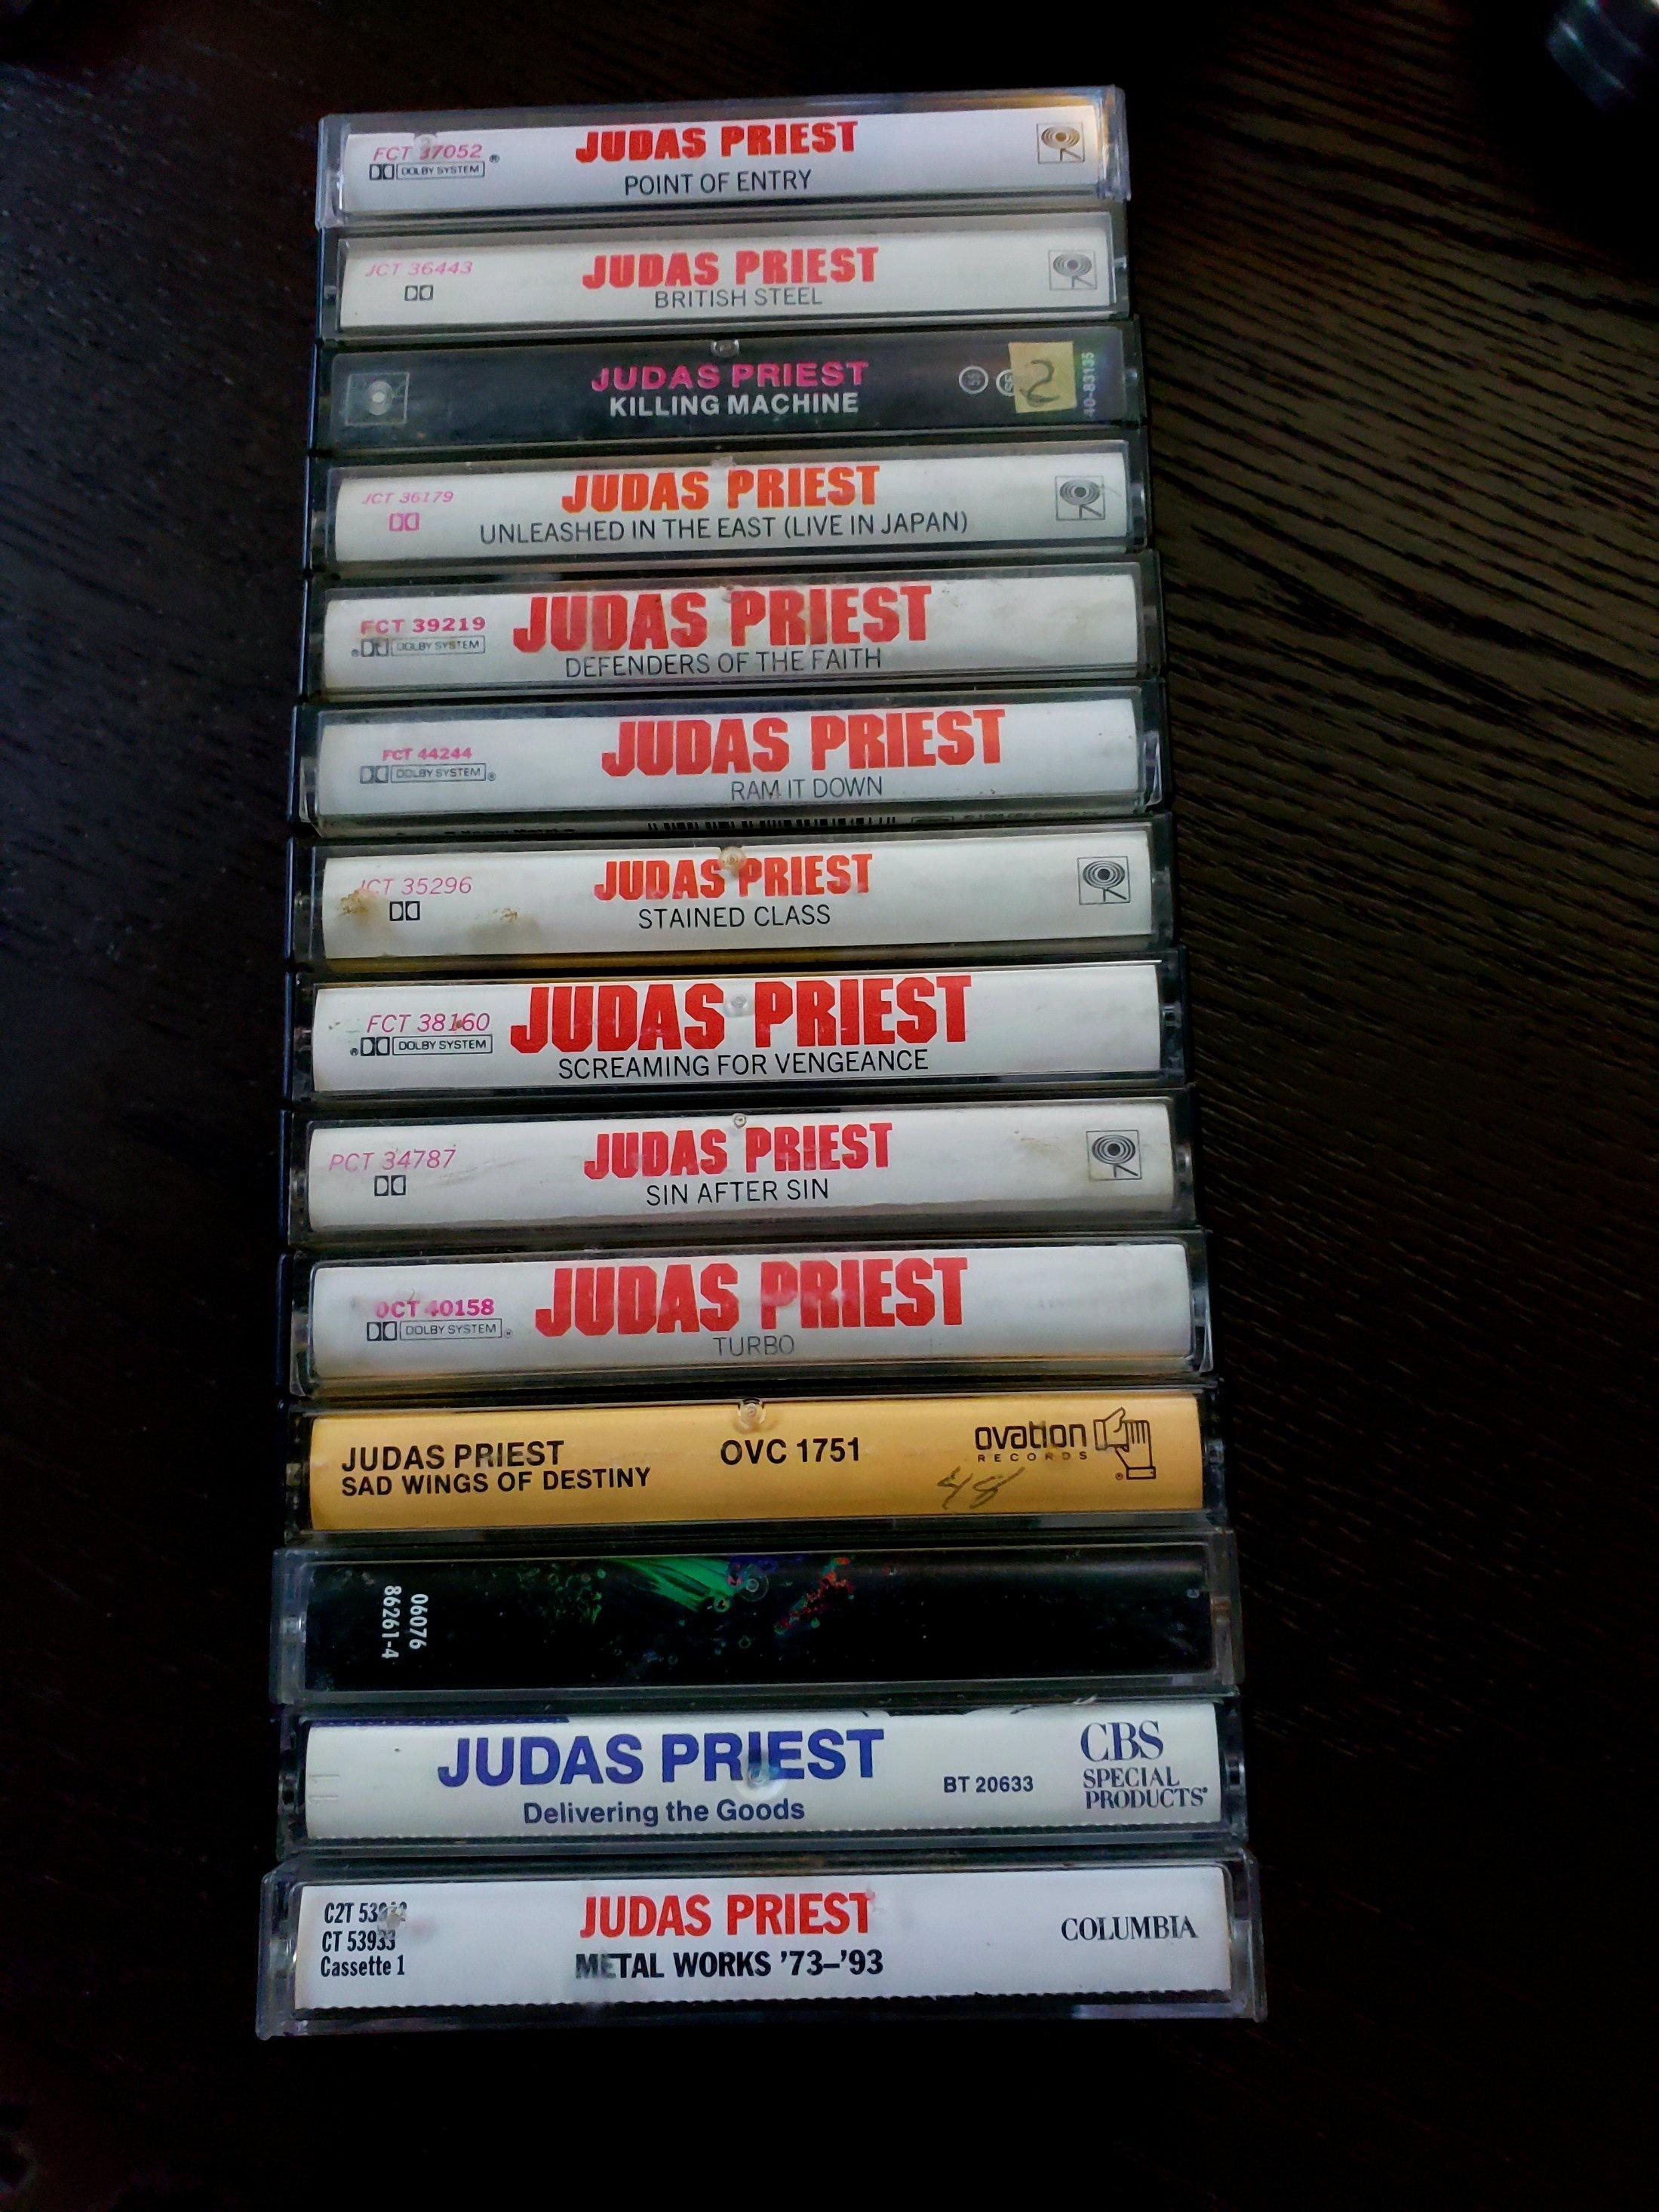 FCT 37052
DOLBY SYSTEM ®
JUDAS PRIEST
POINT OF ENTRY
JCT 36443
JUDAS PRIEST
BRITISH STEEL
JUDAS PRIEST
KILLING MACHINE
2
40-83135
JCT 36179
JUDAS PRIEST
UNLEASHED IN THE EAST (LIVE IN JAPAN)
FCT 39219
® DOLBY SYSTEM
JUDAS PRIEST
DEFENDERS OF THE FAITH
FCT 44244
DOLBY SYSTEM ®
JUDAS PRIEST
RAM IT DOWN
JCT 35296
JUDAS PRIEST
STAINED CLASS
FCT 38160
® DOLBY SYSTEM
JUDAS PRIEST
SCREAMING FOR VENGEANCE
PCT 34787
JUDAS PRIEST
SIN AFTER SIN
OCT 40158
DOLBY SYSTEM ®
JUDAS PRIEST
TURBO
JUDAS PRIEST
SAD WINGS OF DESTINY
OVC 1751
ovation
RECORDS
®
48
06076
86261-4
JUDAS PRIEST
Delivering the Goods
BT 20633
CBS
SPECIAL
PRODUCTS
C2T
CT 53933
Cassette 1
JUDAS PRIEST
METAL WORKS '73–'93
COLUMBIA